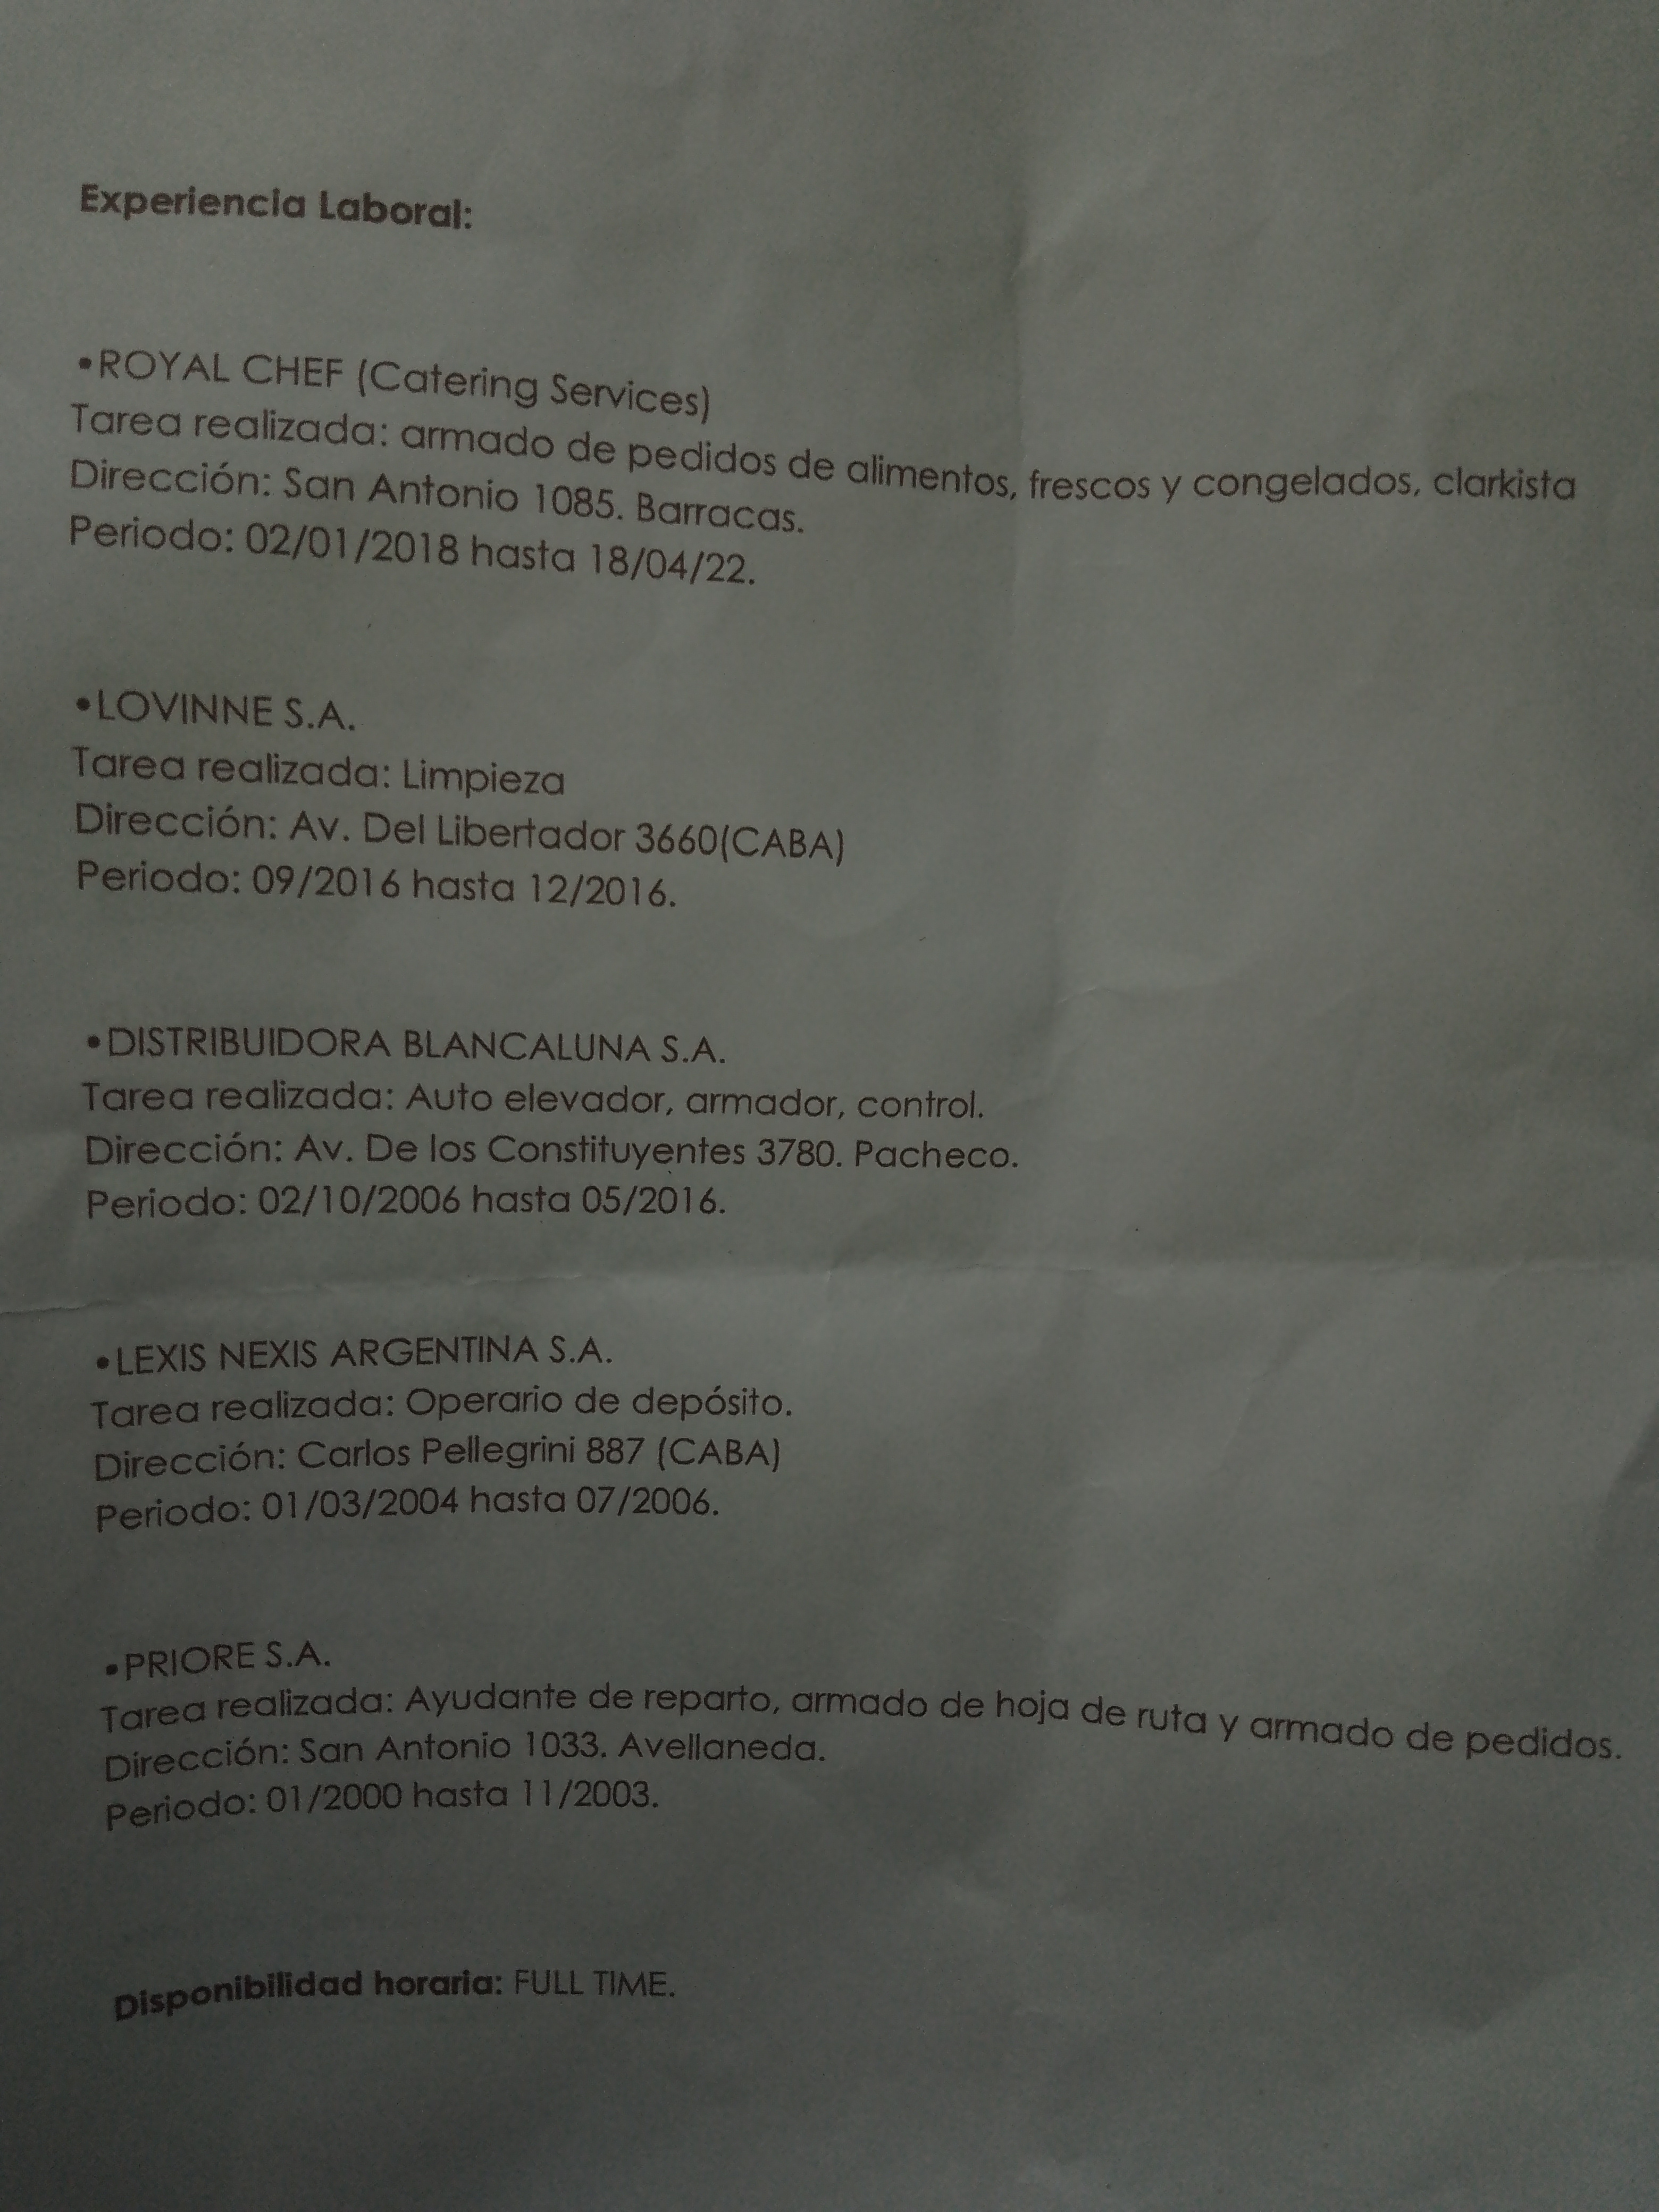 Experiencia Laboral:
•ROYAL CHEF (Catering Services)
Tarea realizada: armado de pedidos de alimentos, frescos y congelados, clarkista
Dirección: San Antonio 1085. Barracas.
Periodo: 02/01/2018 hasta 18/04/22.
•LOVINNE S.A.
Tarea realizada: Limpieza
Dirección: Av. Del Libertador 3660(CABA)
Periodo: 09/2016 hasta 12/2016.
•DISTRIBUIDORA BLANCALUNA S.A.
Tarea realizada: Auto elevador, armador, control.
Dirección: Av. De los Constituyentes 3780. Pacheco.
Periodo: 02/10/2006 hasta 05/2016.
•LEXIS NEXIS ARGENTINA S.A.
Tarea realizada: Operario de depósito.
Dirección: Carlos Pellegrini 887 (CABA)
Periodo: 01/03/2004 hasta 07/2006.
•PRIORE S.A.
Tarea realizada: Ayudante de reparto, armado de hoja de ruta y armado de pedidos.
Dirección: San Antonio 1033. Avellaneda.
Periodo: 01/2000 hasta 11/2003.
Disponibilidad horaria: FULL TIME.